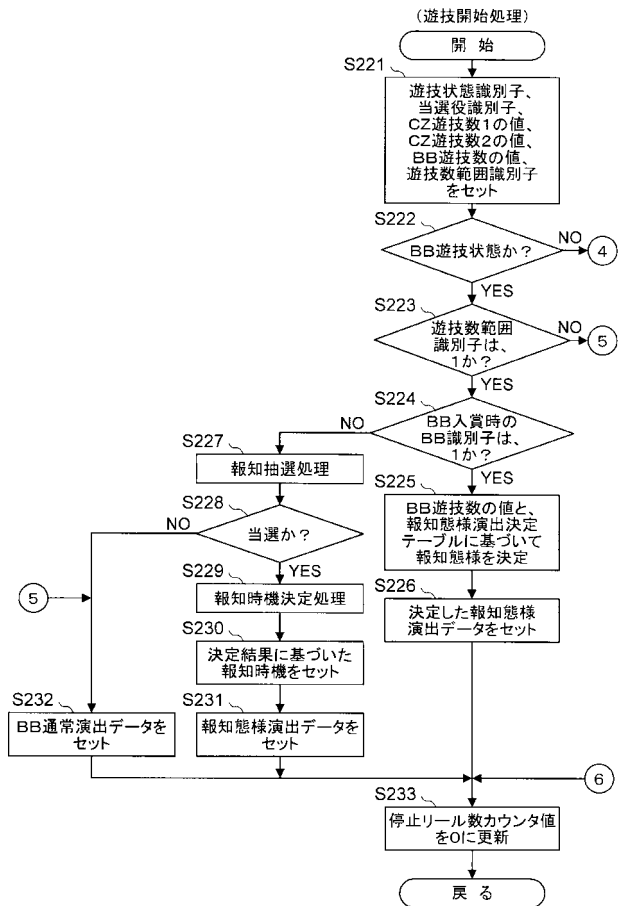 (遊技開始処理)
開 始
S221
遊技状態識別子、
当選役識別子、
CZ遊技数1の値、
CZ遊技数2の値、
BB遊技数の値、
遊技数範囲識別子
をセット
S222
BB遊技状態か？
NO
4
YES
S223
遊技数範囲
識別子は、
1か？
NO
5
YES
S224
BB入賞時の
BB識別子は、
1か？
NO
YES
S227
報知抽選処理
S225
BB遊技数の値と、
報知態様演出決定
テーブルに基づいて
報知態様を決定
S228
当選か？
NO
YES
S229
報知時機決定処理
S226
決定した報知態様
演出データをセット
5
S230
決定結果に基づいた
報知時機をセット
S232
BB通常演出データを
セット
S231
報知態様演出データを
セット
6
S233
停止リール数カウンタ値
を0に更新
戻 る